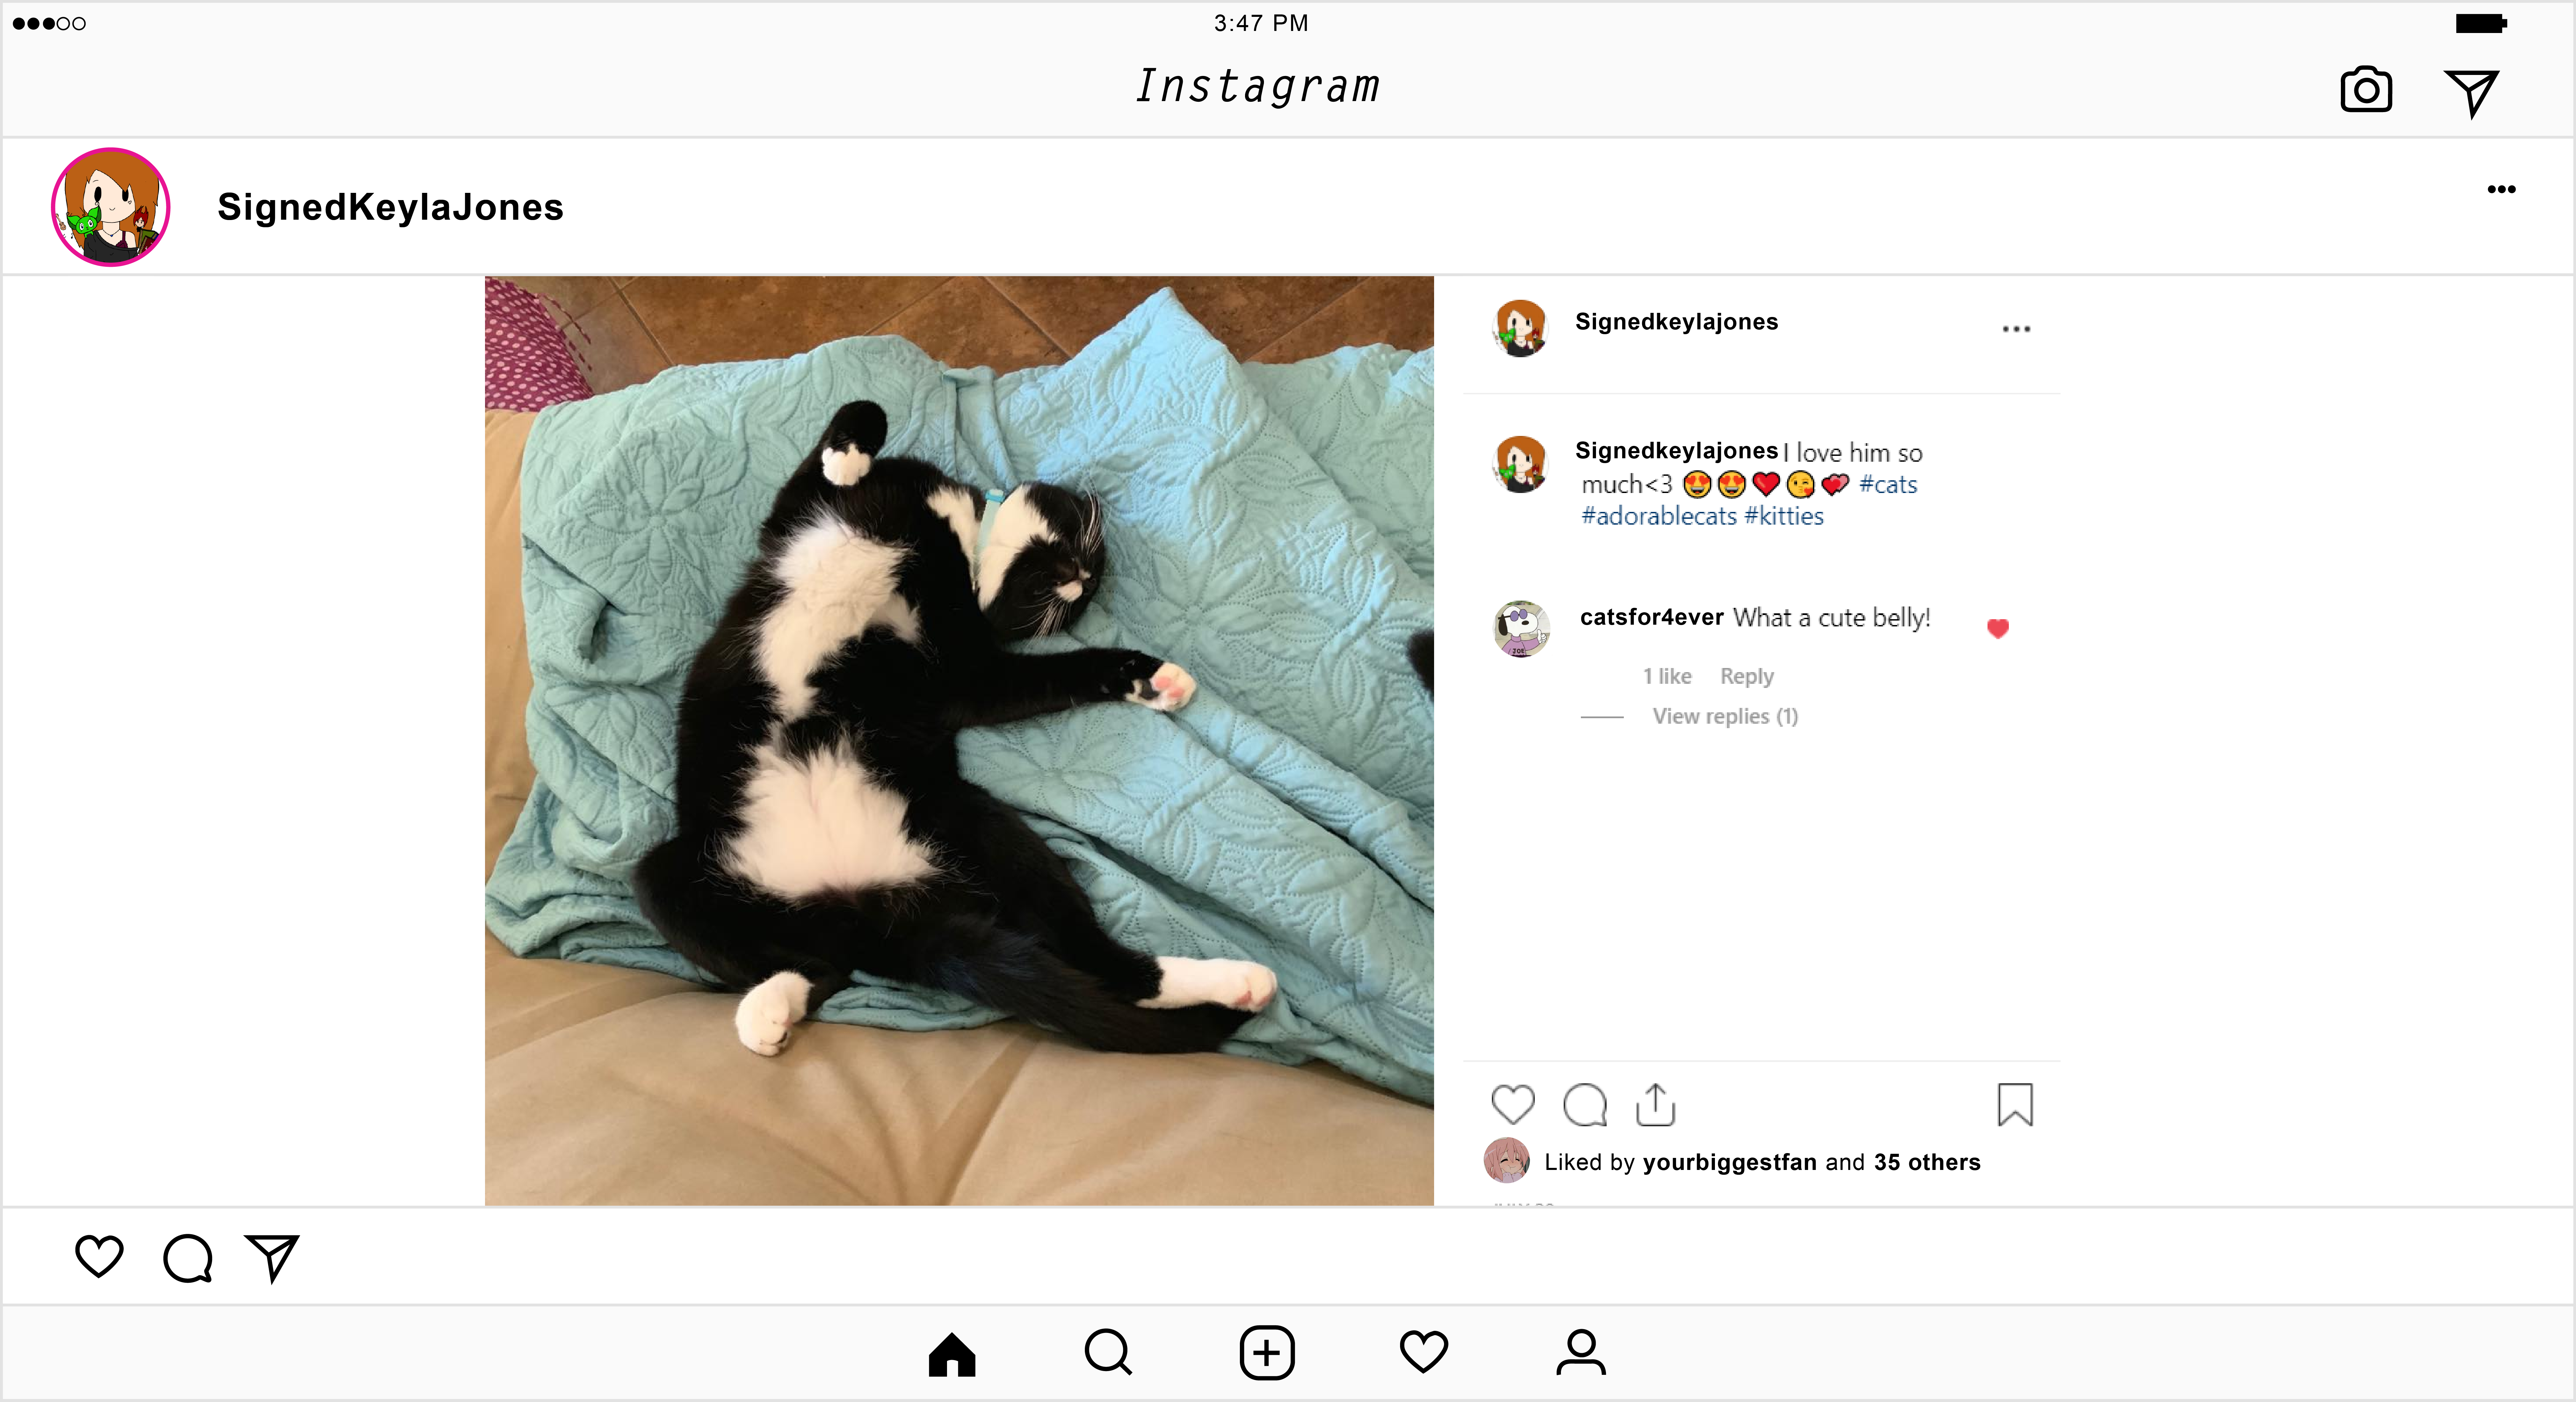 3:47 PM
Instagram
SignedKeylaJones
Signedkeylajones
Signedkeylajones I love him so
much<3 😍😍❤️😘💕 #cats
#adorablecats #kitties
catsfor4ever What a cute belly!
JOE
1 like Reply
View replies (1)
Liked by yourbiggestfan and 35 others